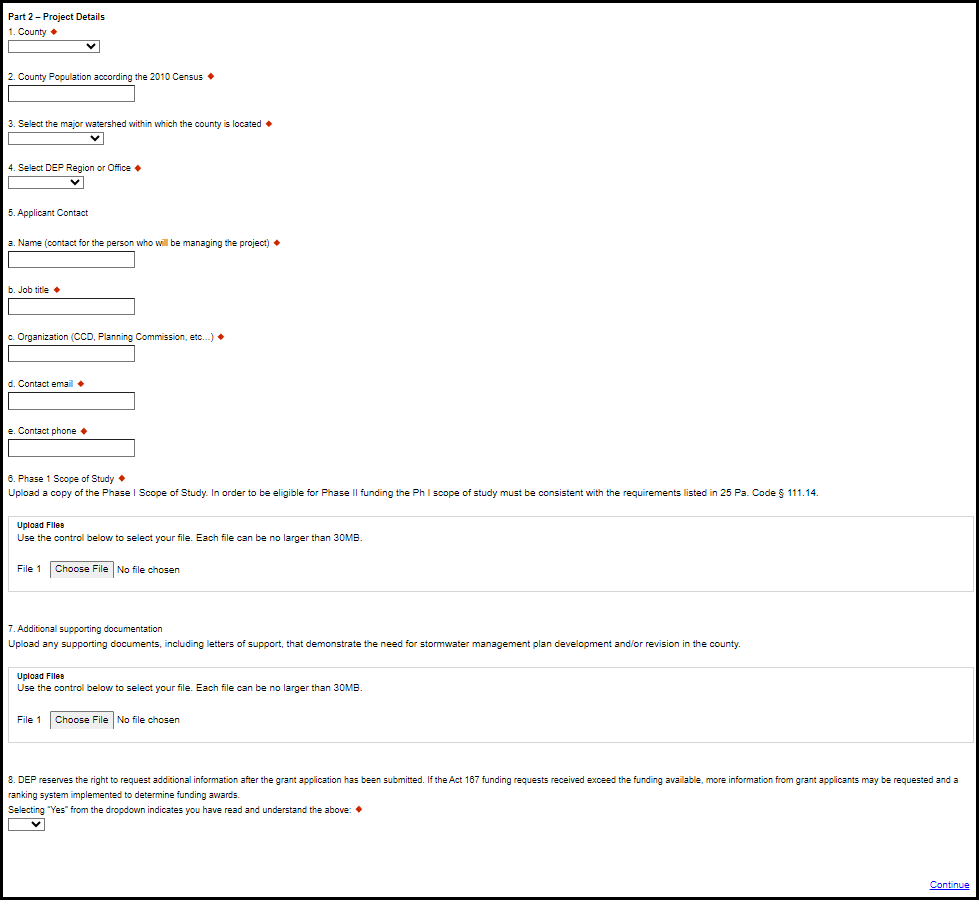 Part 2 – Project Details
1. County ◆
2. County Population according the 2010 Census ◆
3. Select the major watershed within which the county is located ◆
4. Select DEP Region or Office ◆
5. Applicant Contact
a. Name (contact for the person who will be managing the project) ◆
b. Job title ◆
c. Organization (CCD, Planning Commission, etc...) ◆
d. Contact email ◆
e. Contact phone ◆
6. Phase 1 Scope of Study ◆
Upload a copy of the Phase I Scope of Study. In order to be eligible for Phase II funding the Ph I scope of study must be consistent with the requirements listed in 25 Pa. Code § 111.14.
Upload Files
Use the control below to select your file. Each file can be no larger than 30MB.
File 1 Choose File No file chosen
7. Additional supporting documentation
Upload any supporting documents, including letters of support, that demonstrate the need for stormwater management plan development and/or revision in the county.
Upload Files
Use the control below to select your file. Each file can be no larger than 30MB.
File 1 Choose File No file chosen
8. DEP reserves the right to request additional information after the grant application has been submitted. If the Act 167 funding requests received exceed the funding available, more information from grant applicants may be requested and a
ranking system implemented to determine funding awards.
Selecting "Yes" from the dropdown indicates you have read and understand the above: ◆
Continue